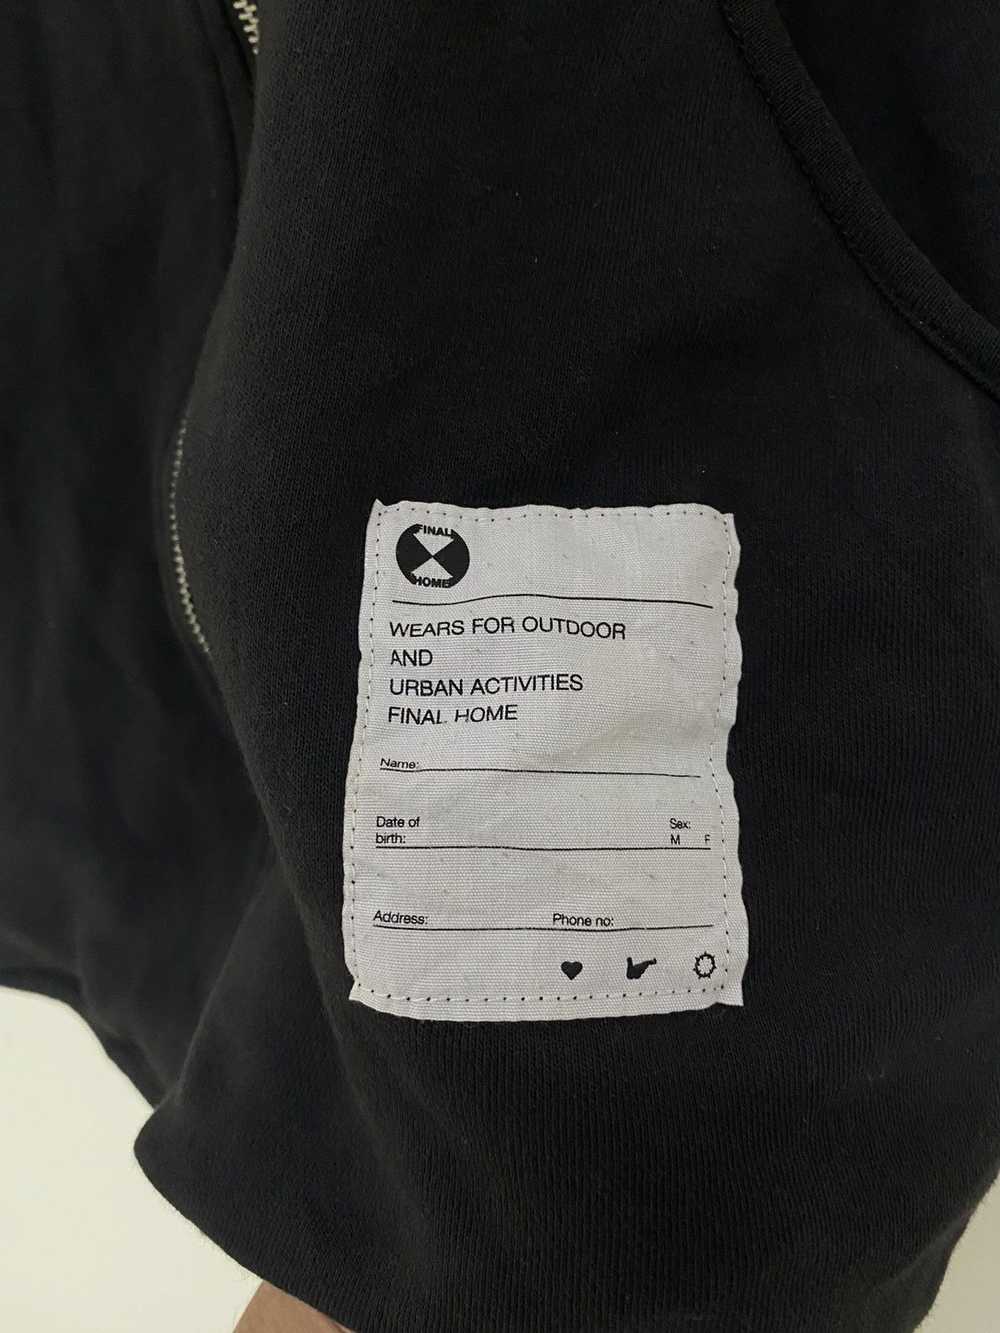 FINAL
HOME
WEARS FOR OUTDOOR
AND
URBAN ACTIVITIES
FINAL HOME
Name:
Date of
birth:
Sex:
M F
Address: Phone no: